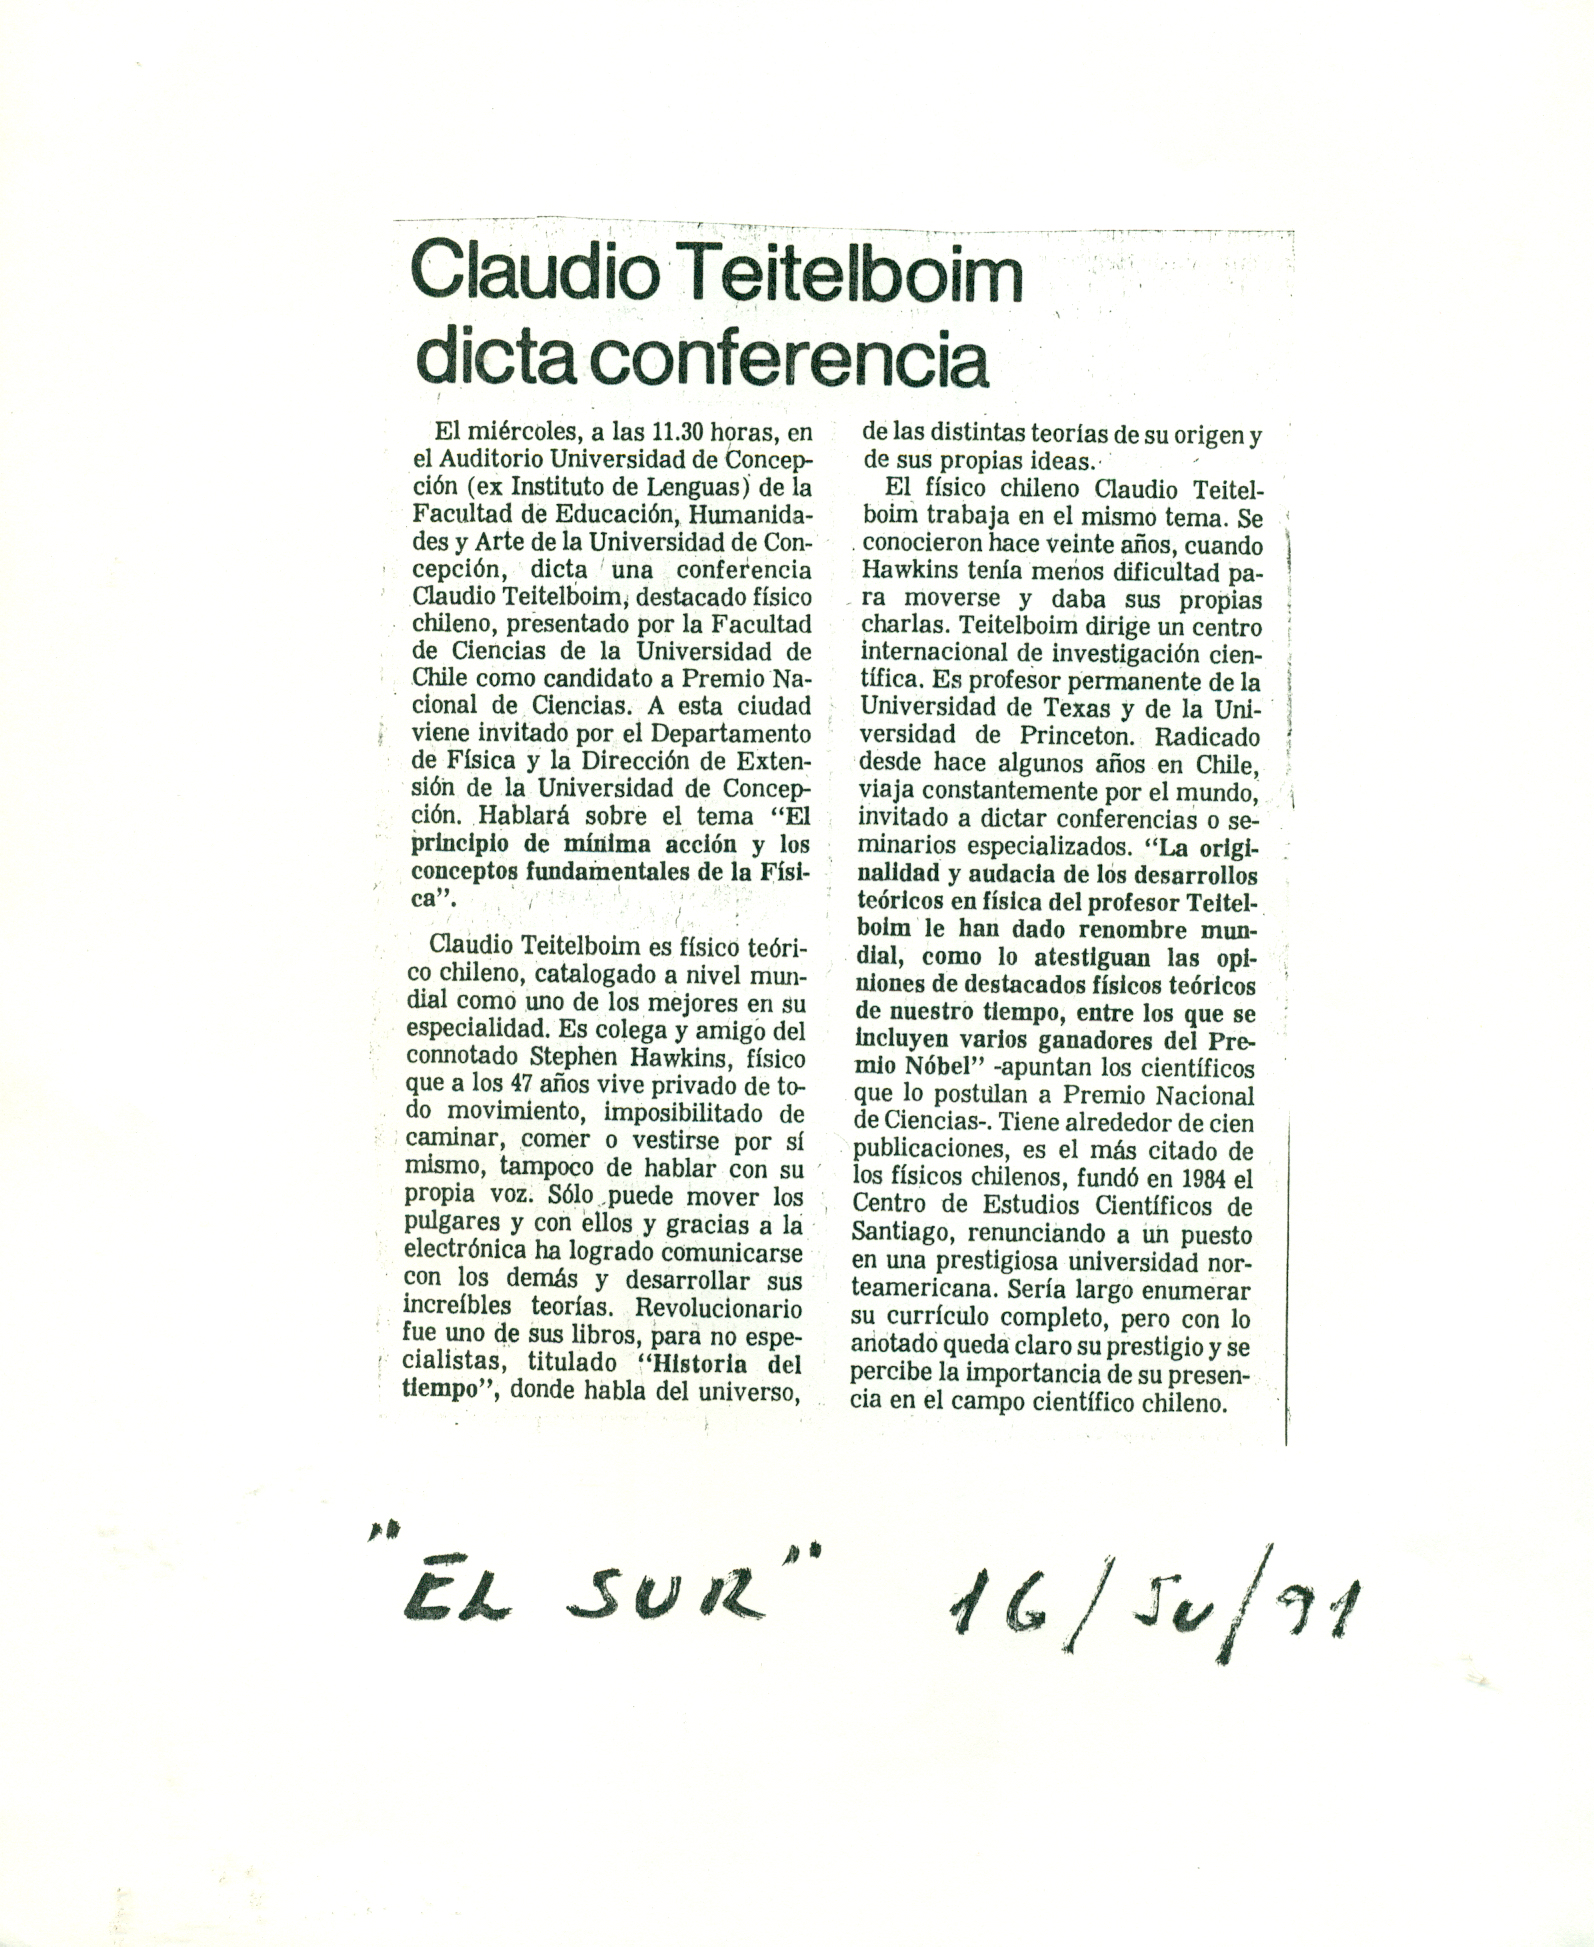 Claudio Teitelboim
dicta conferencia
El miércoles, a las 11.30 horas, en
el Auditorio Universidad de Concep-
ción (ex Instituto de Lenguas) de la
Facultad de Educación, Humanida-
des y Arte de la Universidad de Con-
cepción, dicta una conferencia
Claudio Teitelboim, destacado físico
chileno, presentado por la Facultad
de Ciencias de la Universidad de
Chile como candidato a Premio Na-
cional de Ciencias. A esta ciudad
viene invitado por el Departamento
de Física y la Dirección de Exten-
sión de la Universidad de Concep-
ción. Hablará sobre el tema “El
principio de mínima acción y los
conceptos fundamentales de la Físi-
ca”.
Claudio Teitelboim es físico teóri-
co chileno, catalogado a nivel mun-
dial como uno de los mejores en su
especialidad. Es colega y amigo del
connotado Stephen Hawkins, físico
que a los 47 años vive privado de to-
do movimiento, imposibilitado de
caminar, comer o vestirse por sí
mismo, tampoco de hablar con su
propia voz. Sólo puede mover los
pulgares y con ellos y gracias a la
electrónica ha logrado comunicarse
con los demás y desarrollar sus
increíbles teorías. Revolucionario
fue uno de sus libros, para no espe-
cialistas, titulado “Historia del
tiempo”, donde habla del universo,
de las distintas teorías de su origen y
de sus propias ideas.
El físico chileno Claudio Teitel-
boim trabaja en el mismo tema. Se
conocieron hace veinte años, cuando
Hawkins tenía menos dificultad pa-
ra moverse y daba sus propias
charlas. Teitelboim dirige un centro
internacional de investigación cien-
tífica. Es profesor permanente de la
Universidad de Texas y de la Uni-
versidad de Princeton. Radicado
desde hace algunos años en Chile,
viaja constantemente por el mundo,
invitado a dictar conferencias o se-
minarios especializados. “La origi-
nalidad y audacia de los desarrollos
teóricos en física del profesor Teitel-
boim le han dado renombre mun-
dial, como lo atestiguan las opi-
niones de destacados físicos teóricos
de nuestro tiempo, entre los que se
incluyen varios ganadores del Pre-
mio Nóbel” -apuntan los científicos
que lo postulan a Premio Nacional
de Ciencias-. Tiene alrededor de cien
publicaciones, es el más citado de
los físicos chilenos, fundó en 1984 el
Centro de Estudios Científicos de
Santiago, renunciando a un puesto
en una prestigiosa universidad nor-
teamericana. Sería largo enumerar
su currículo completo, pero con lo
anotado queda claro su prestigio y se
percibe la importancia de su presen-
cia en el campo científico chileno.
"EL SUR" 16/JU/91